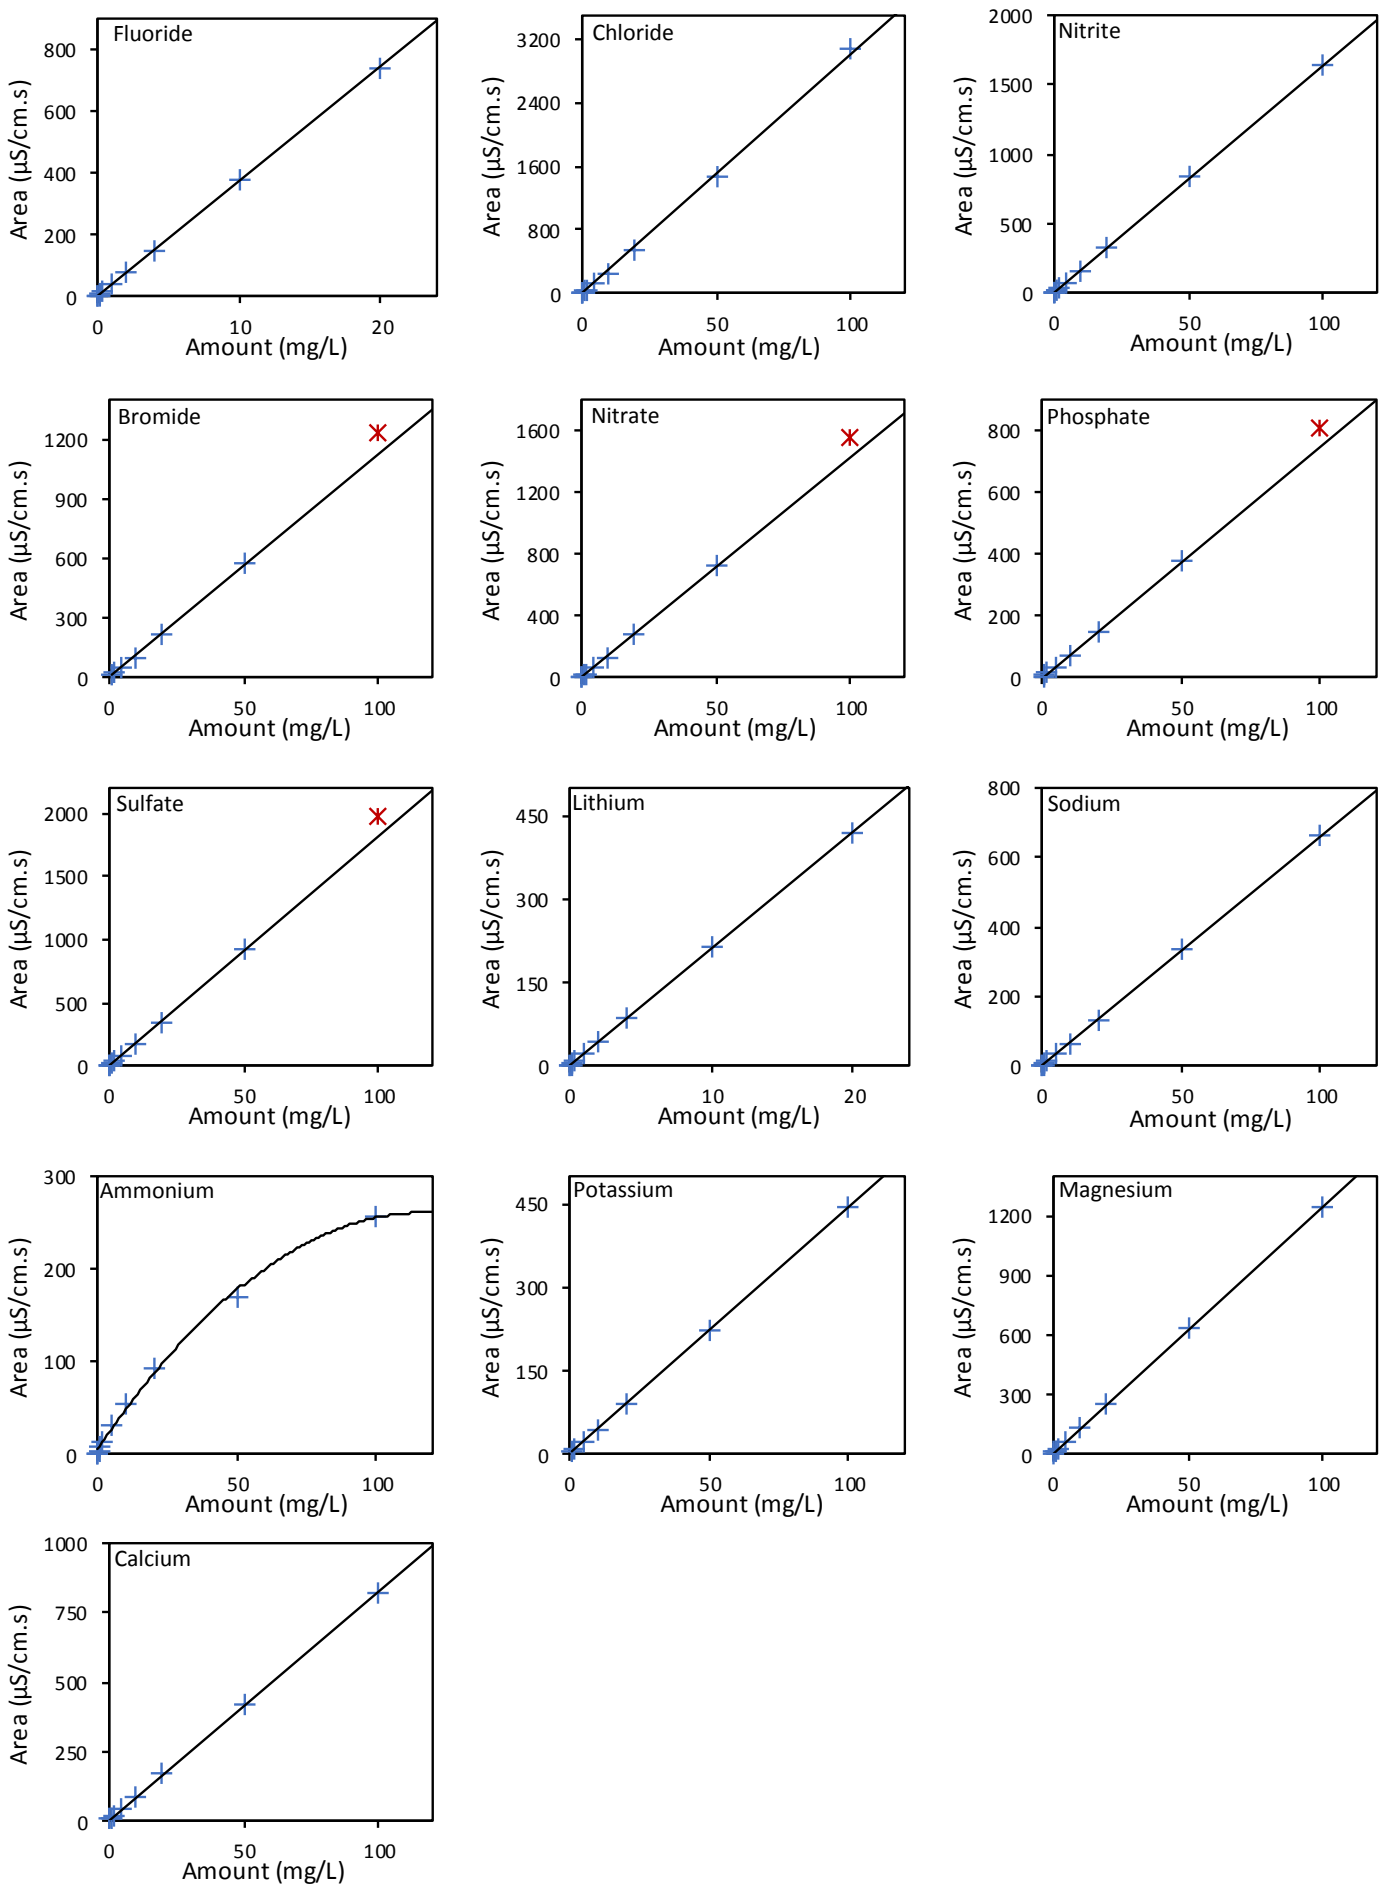 Fluoride
Area (µS/cm.s)
800
600
400
200
0
0 10 20
Amount (mg/L)
Chloride
Area (µS/cm.s)
3200
2400
1600
800
0
0 50 100
Amount (mg/L)
Nitrite
Area (µS/cm.s)
2000
1500
1000
500
0
0 50 100
Amount (mg/L)
Bromide
Area (µS/cm.s)
1200
900
600
300
0
0 50 100
Amount (mg/L)
Nitrate
Area (µS/cm.s)
1600
1200
800
400
0
0 50 100
Amount (mg/L)
Phosphate
Area (µS/cm.s)
800
600
400
200
0
0 50 100
Amount (mg/L)
Sulfate
Area (µS/cm.s)
2000
1500
1000
500
0
0 50 100
Amount (mg/L)
Lithium
Area (µS/cm.s)
450
300
150
0
0 10 20
Amount (mg/L)
Sodium
Area (µS/cm.s)
800
600
400
200
0
0 50 100
Amount (mg/L)
Ammonium
Area (µS/cm.s)
300
200
100
0
0 50 100
Amount (mg/L)
Potassium
Area (µS/cm.s)
450
300
150
0
0 50 100
Amount (mg/L)
Magnesium
Area (µS/cm.s)
1200
900
600
300
0
0 50 100
Amount (mg/L)
Calcium
Area (µS/cm.s)
1000
750
500
250
0
0 50 100
Amount (mg/L)